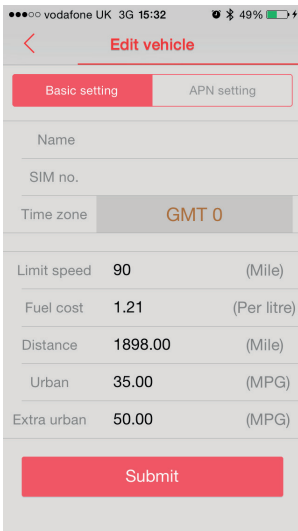 vodafone UK 3G 15:32 49%
Edit vehicle
Basic setting APN setting
Name
SIM no.
Time zone GMT 0
Limit speed 90 (Mile)
Fuel cost 1.21 (Per litre)
Distance 1898.00 (Mile)
Urban 35.00 (MPG)
Extra urban 50.00 (MPG)
Submit